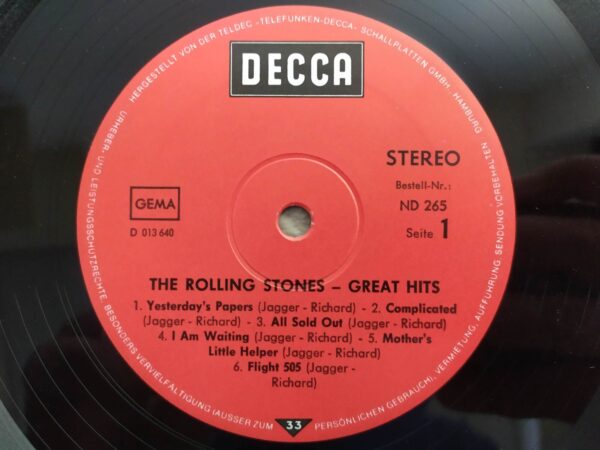 HERGESTELLT VON DER TELDEC »TELEFUNKEN-DECCA« SCHALLPLATTEN GMBH, HAMBURG
URHEBER- UND LEISTUNGSSCHUTZRECHTE, BESONDERS VERVIELFÄLTIGUNG (AUSSER ZUM PERSÖNLICHEN GEBRAUCH), VERMIETUNG, AUFFÜHRUNG, SENDUNG VORBEHALTEN.
DECCA
STEREO
Bestell-Nr.:
ND 265
Seite 1
GEMA
D 013 640
THE ROLLING STONES – GREAT HITS
1. Yesterday's Papers (Jagger - Richard) - 2. Complicated
(Jagger - Richard) - 3. All Sold Out (Jagger - Richard)
4. I Am Waiting (Jagger - Richard) - 5. Mother's
Little Helper (Jagger - Richard)
6. Flight 505 (Jagger -
Richard)
33